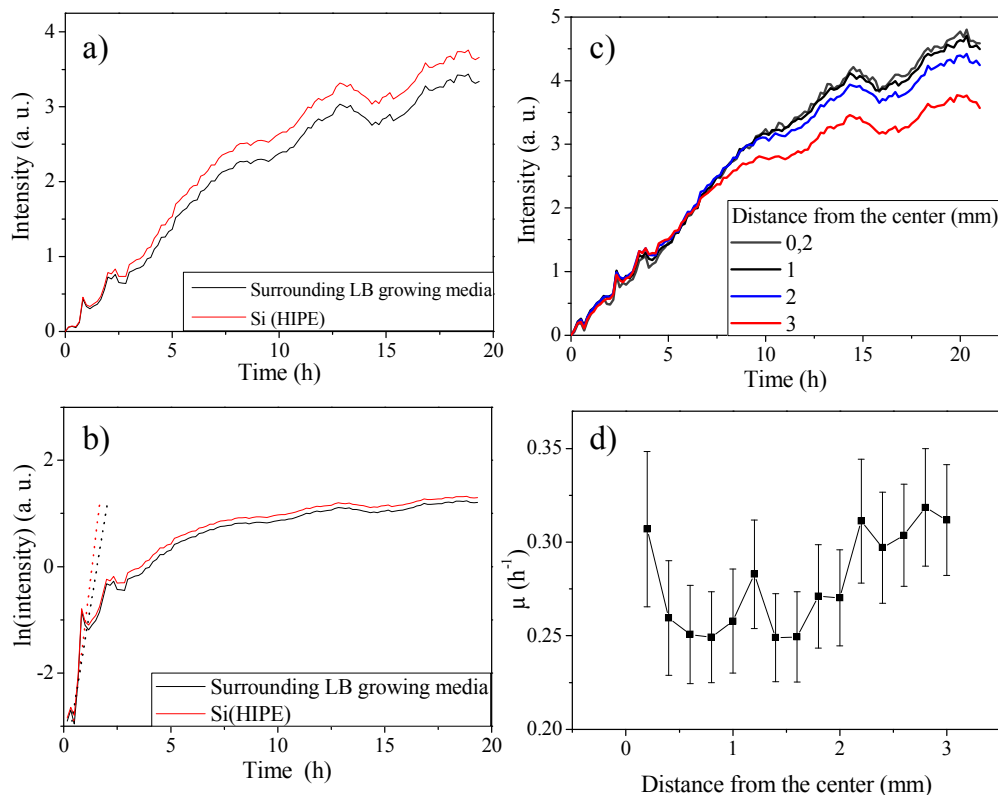 a)
Intensity (a. u.)
4
3
2
1
0
0
5
10
15
20
Time (h)
Surrounding LB growing media
Si (HIPE)
c)
Intensity (a. u.)
5
4
3
2
1
0
0
5
10
15
20
Time (h)
Distance from the center (mm)
0,2
1
2
3
b)
ln(intensity) (a. u.)
2
0
-2
0
5
10
15
20
Time (h)
Surrounding LB growing media
Si(HIPE)
d)
μ (h⁻¹)
0.35
0.30
0.25
0.20
0
1
2
3
Distance from the center (mm)